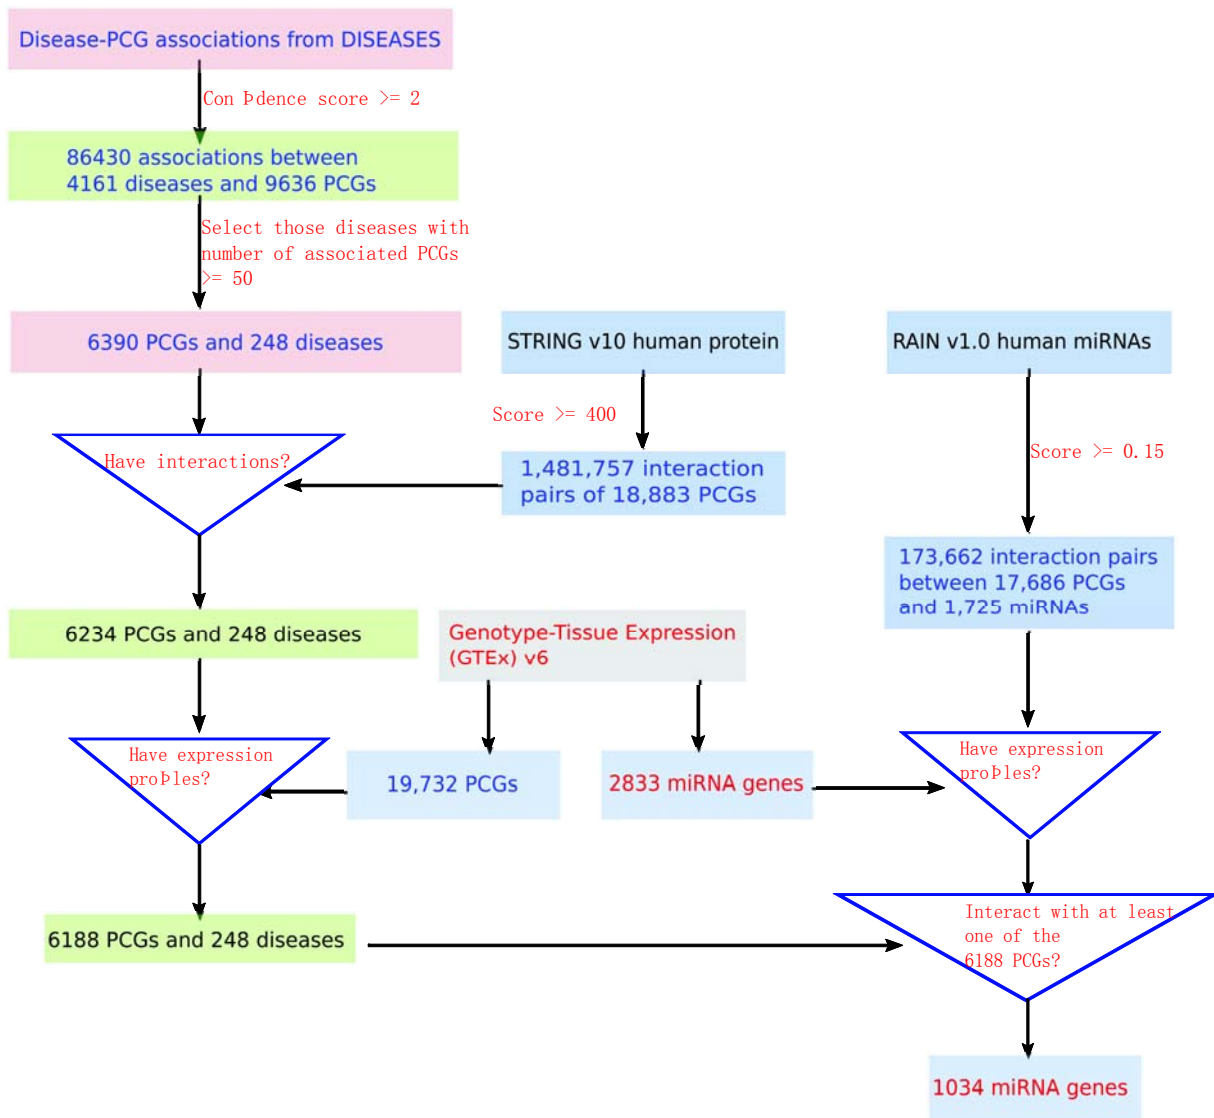 Disease-PCG associations from DISEASES
Con Þdence score >= 2
86430 associations between
4161 diseases and 9636 PCGs
Select those diseases with
number of associated PCGs
>= 50
6390 PCGs and 248 diseases
STRING v10 human protein
RAIN v1.0 human miRNAs
Score >= 400
Have interactions?
Score >= 0.15
1,481,757 interaction
pairs of 18,883 PCGs
173,662 interaction pairs
between 17,686 PCGs
and 1,725 miRNAs
6234 PCGs and 248 diseases
Genotype-Tissue Expression
(GTEx) v6
Have expression
proÞles?
19,732 PCGs
2833 miRNA genes
Have expression
proÞles?
6188 PCGs and 248 diseases
Interact with at least
one of the
6188 PCGs?
1034 miRNA genes